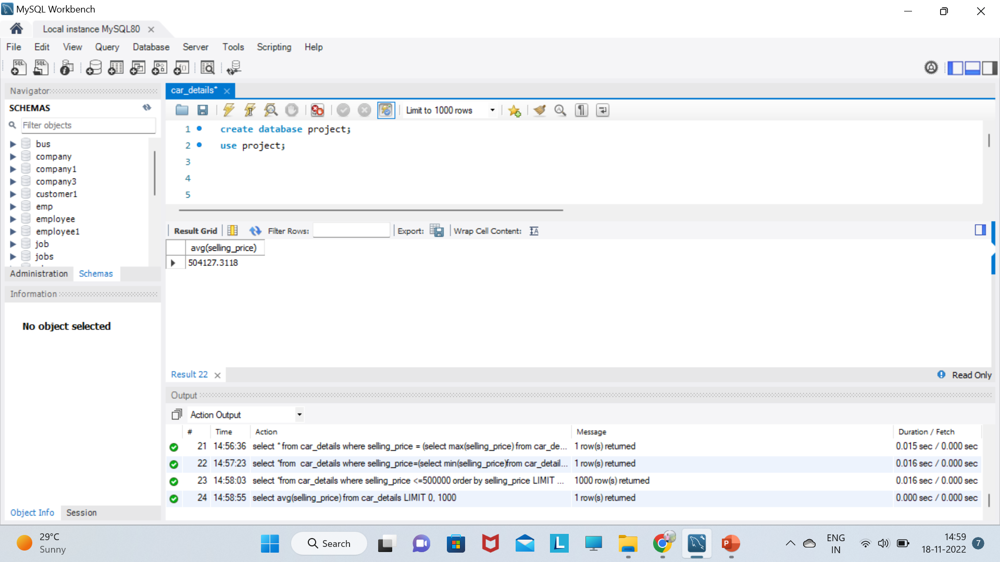 MySQL Workbench
Local instance MySQL80
File Edit View Query Database Server Tools Scripting Help
Navigator
SCHEMAS
Filter objects
bus
company
company1
company3
customer1
emp
employee
employee1
job
jobs
Administration Schemas
Information
No object selected
Object Info Session
car_details*
Limit to 1000 rows
1 create database project;
2 use project;
3
4
5
Result Grid Filter Rows: Export: Wrap Cell Content:
avg(selling_price)
504127.3118
Result 22 Read Only
Output
Action Output
# Time Action Message Duration / Fetch
21 14:56:36 select * from car_details where selling_price = (select max(selling_price) from car_de... 1 row(s) returned 0.015 sec / 0.000 sec
22 14:57:23 select *from  car_details where selling_price=(select min(selling_price)from car_detail... 1 row(s) returned 0.016 sec / 0.000 sec
23 14:58:03 select *from car_details where selling_price <=500000 order by selling_price LIMIT ... 1000 row(s) returned 0.016 sec / 0.000 sec
24 14:58:55 select avg(selling_price) from car_details LIMIT 0, 1000 1 row(s) returned 0.000 sec / 0.000 sec
29°C
Sunny
Search
ENG
IN
14:59
18-11-2022
7